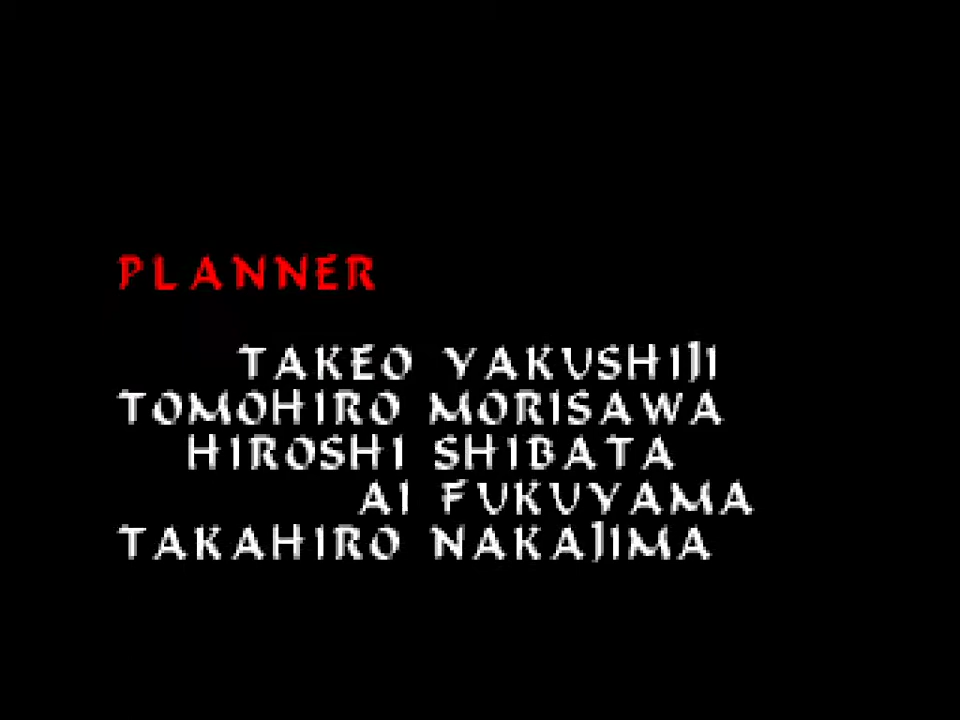 PLANNER
TAKEO YAKUSHIJI
TOMOHIRO MORISAWA
HIROSHI SHIBATA
AI FUKUYAMA
TAKAHIRO NAKAJIMA